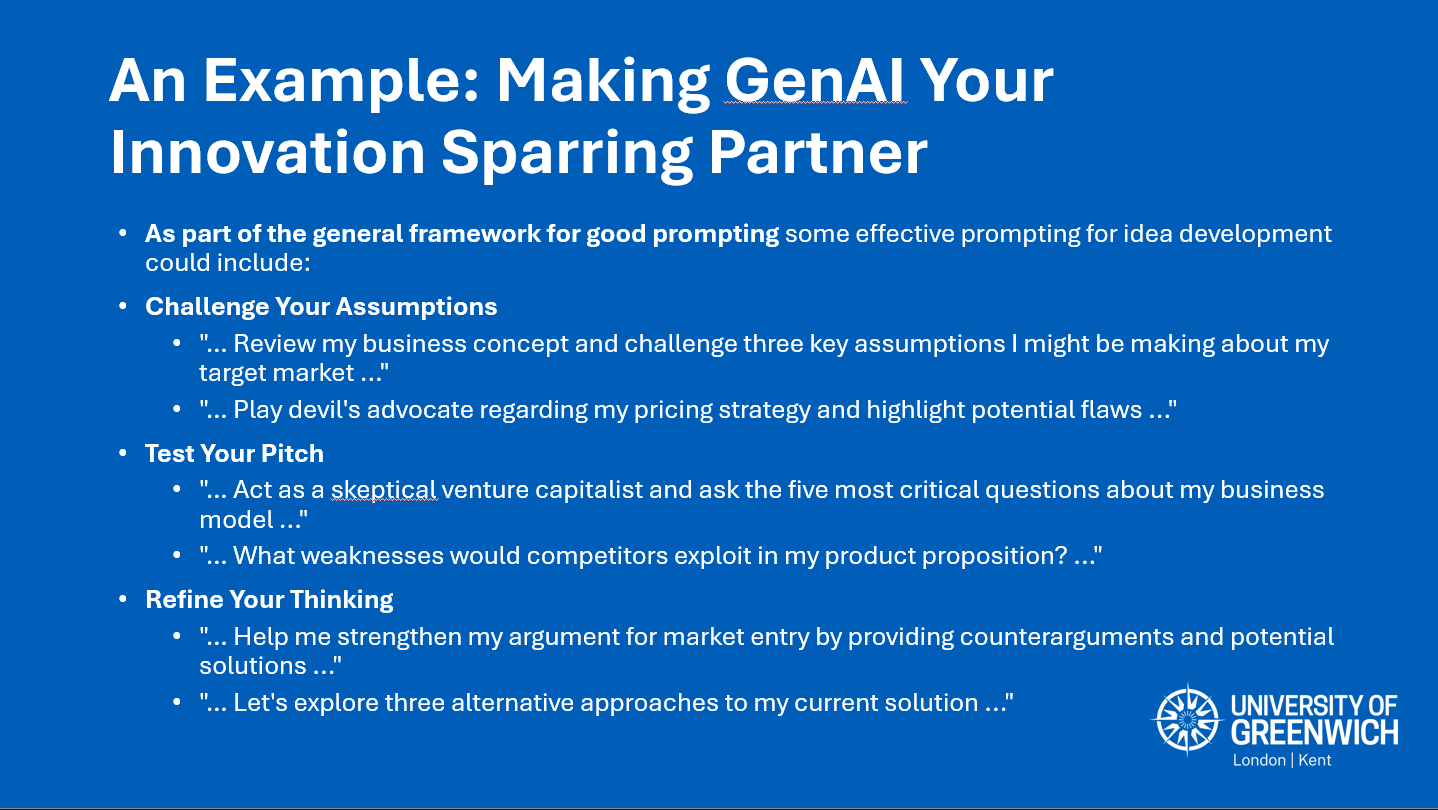 An Example: Making GenAI Your
Innovation Sparring Partner
• As part of the general framework for good prompting some effective prompting for idea development
could include:
• Challenge Your Assumptions
• "... Review my business concept and challenge three key assumptions I might be making about my
target market ..."
• "... Play devil's advocate regarding my pricing strategy and highlight potential flaws ..."
• Test Your Pitch
• "... Act as a skeptical venture capitalist and ask the five most critical questions about my business
model ..."
• "... What weaknesses would competitors exploit in my product proposition? ..."
• Refine Your Thinking
• "... Help me strengthen my argument for market entry by providing counterarguments and potential
solutions ..."
• "... Let's explore three alternative approaches to my current solution ..."
UNIVERSITY OF
GREENWICH
London | Kent